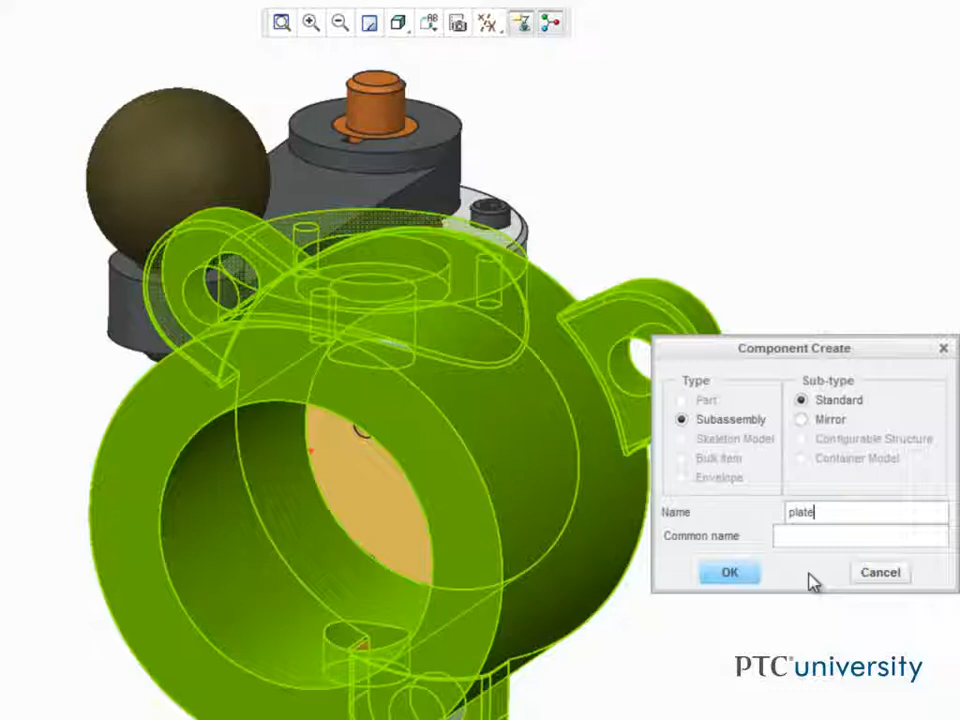 AB
Component Create
Type
Part
Subassembly
Skeleton Model
Bulk Item
Envelope
Sub-type
Standard
Mirror
Configurable Structure
Container Model
Name
plate
Common name
OK
Cancel
PTC university